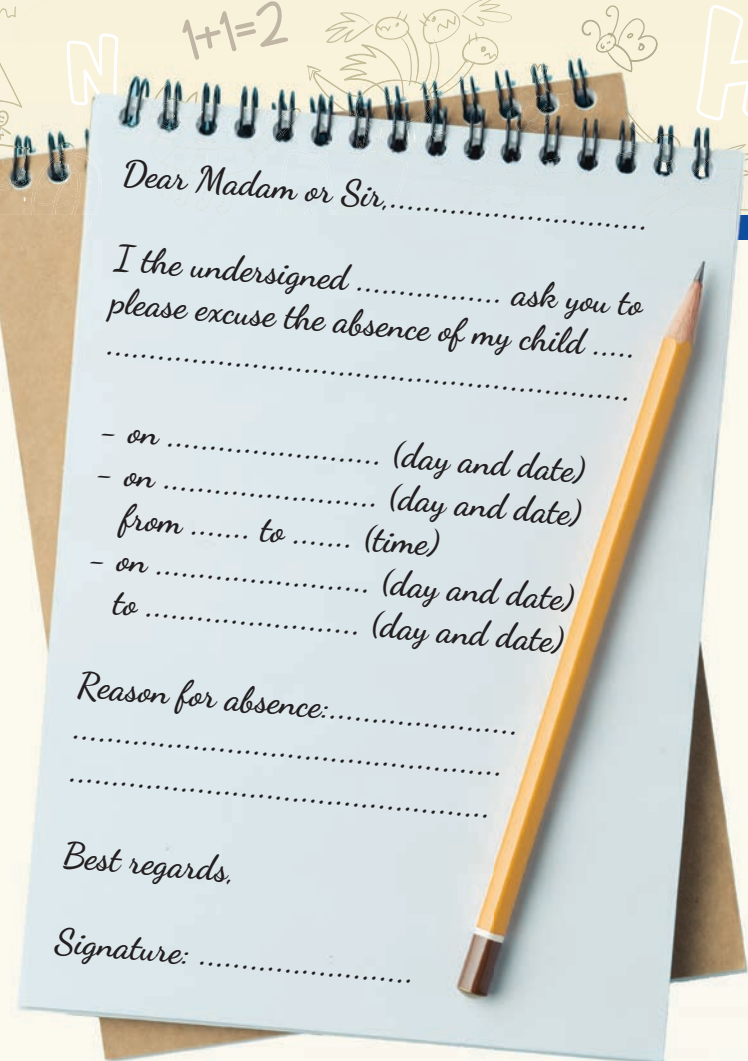 1+1=2
N
H
Dear Madam or Sir,..............................
I the undersigned ................. ask you to
please excuse the absence of my child .....
.............................................................
- on ......................... (day and date)
- on ......................... (day and date)
from ....... to ....... (time)
- on ......................... (day and date)
to ......................... (day and date)
Reason for absence:......................
..................................................
.................................................
Best regards,
Signature: .........................